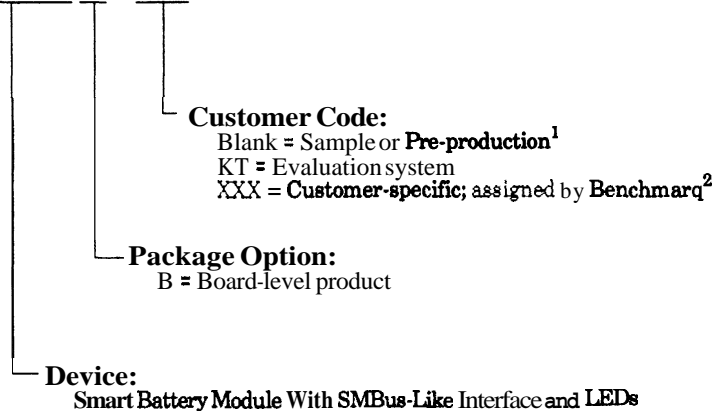 Customer Code:
Blank = Sample or Pre-production¹
KT = Evaluation system
XXX = Customer-specific; assigned by Benchmarq²
Package Option:
B = Board-level product
Device:
Smart Battery Module With SMBus-Like Interface and LEDs